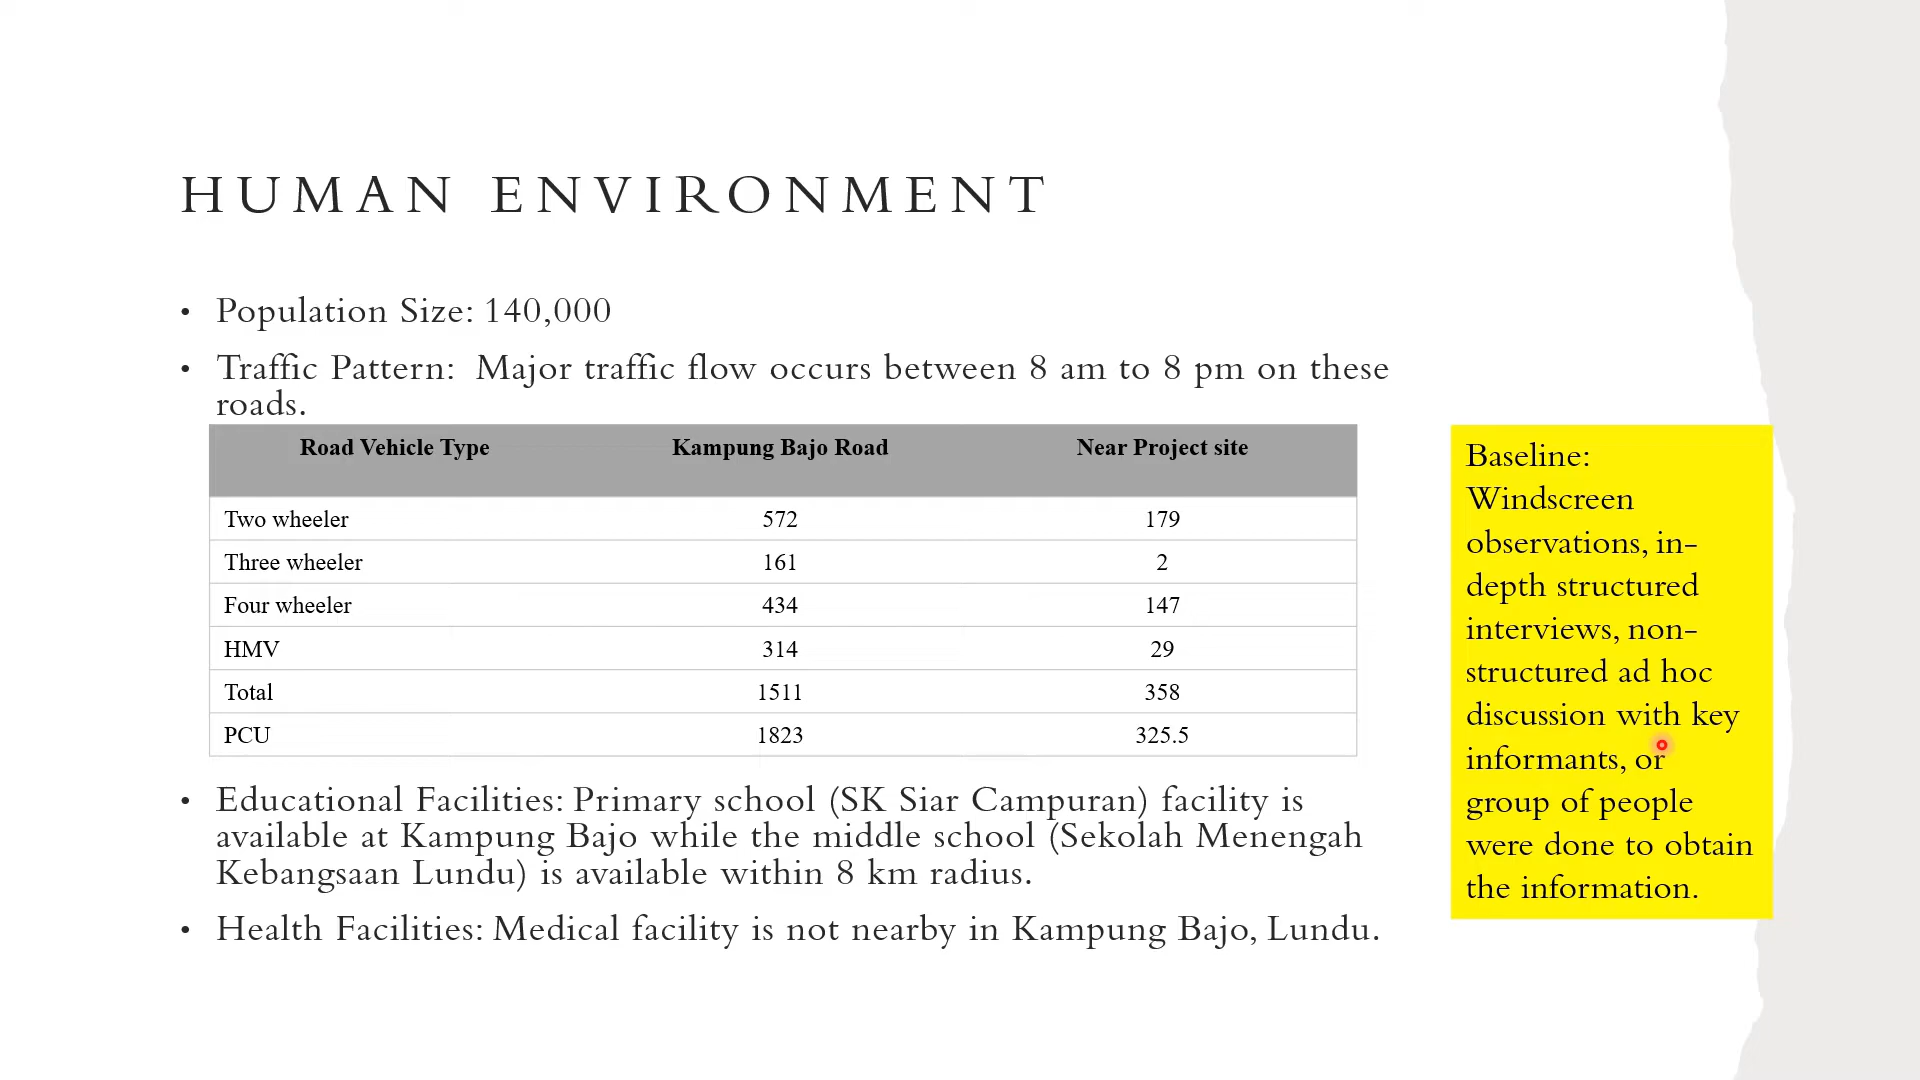 HUMAN ENVIRONMENT
• Population Size: 140,000
• Traffic Pattern: Major traffic flow occurs between 8 am to 8 pm on these
roads.
Road Vehicle Type Kampung Bajo Road Near Project site
Two wheeler 572 179
Three wheeler 161 2
Four wheeler 434 147
HMV 314 29
Total 1511 358
PCU 1823 325.5
• Educational Facilities: Primary school (SK Siar Campuran) facility is
available at Kampung Bajo while the middle school (Sekolah Menengah
Kebangsaan Lundu) is available within 8 km radius.
• Health Facilities: Medical facility is not nearby in Kampung Bajo, Lundu.
Baseline:
Windscreen
observations, in-
depth structured
interviews, non-
structured ad hoc
discussion with key
informants, or
group of people
were done to obtain
the information.